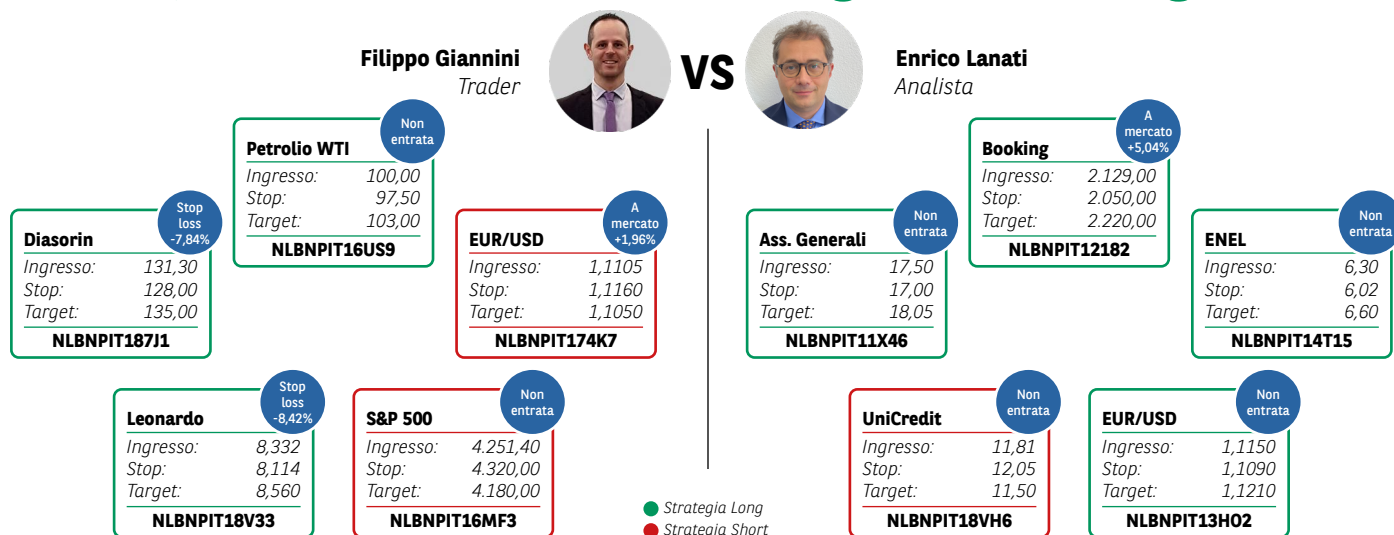 Filippo Giannini
Trader
VS
Enrico Lanati
Analista
Petrolio WTI
Non
entrata
Ingresso: 100,00
Stop: 97,50
Target: 103,00
NLBNPIT16US9
Diasorin
Stop
loss
-7,84%
Ingresso: 131,30
Stop: 128,00
Target: 135,00
NLBNPIT187J1
EUR/USD
A
mercato
+1,96%
Ingresso: 1,1105
Stop: 1,1160
Target: 1,1050
NLBNPIT174K7
Leonardo
Stop
loss
-8,42%
Ingresso: 8,332
Stop: 8,114
Target: 8,560
NLBNPIT18V33
S&P 500
Non
entrata
Ingresso: 4.251,40
Stop: 4.320,00
Target: 4.180,00
NLBNPIT16MF3
Booking
A
mercato
+5,04%
Ingresso: 2.129,00
Stop: 2.050,00
Target: 2.220,00
NLBNPIT12182
Ass. Generali
Non
entrata
Ingresso: 17,50
Stop: 17,00
Target: 18,05
NLBNPIT11X46
ENEL
Non
entrata
Ingresso: 6,30
Stop: 6,02
Target: 6,60
NLBNPIT14T15
UniCredit
Non
entrata
Ingresso: 11,81
Stop: 12,05
Target: 11,50
NLBNPIT18VH6
EUR/USD
Non
entrata
Ingresso: 1,1150
Stop: 1,1090
Target: 1,1210
NLBNPIT13HO2
Strategia Long
Strategia Short